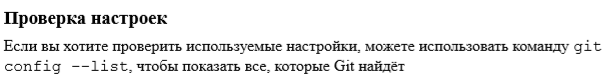 Проверка настроек
Если вы хотите проверить используемые настройки, можете использовать команду git
config --list, чтобы показать все, которые Git найдёт